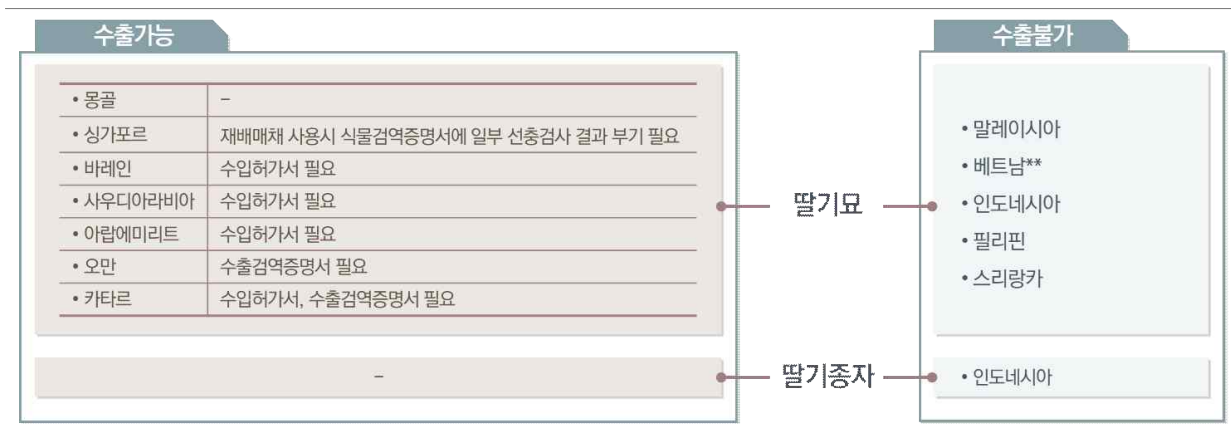 수출가능
• 몽골 –
• 싱가포르 재배매채 사용시 식물검역증명서에 일부 선충검사 결과 부기 필요
• 바레인 수입허가서 필요
• 사우디아라비아 수입허가서 필요
• 아랍에미리트 수입허가서 필요
• 오만 수출검역증명서 필요
• 카타르 수입허가서, 수출검역증명서 필요
–
딸기묘
딸기종자
수출불가
• 말레이시아
• 베트남**
• 인도네시아
• 필리핀
• 스리랑카
• 인도네시아